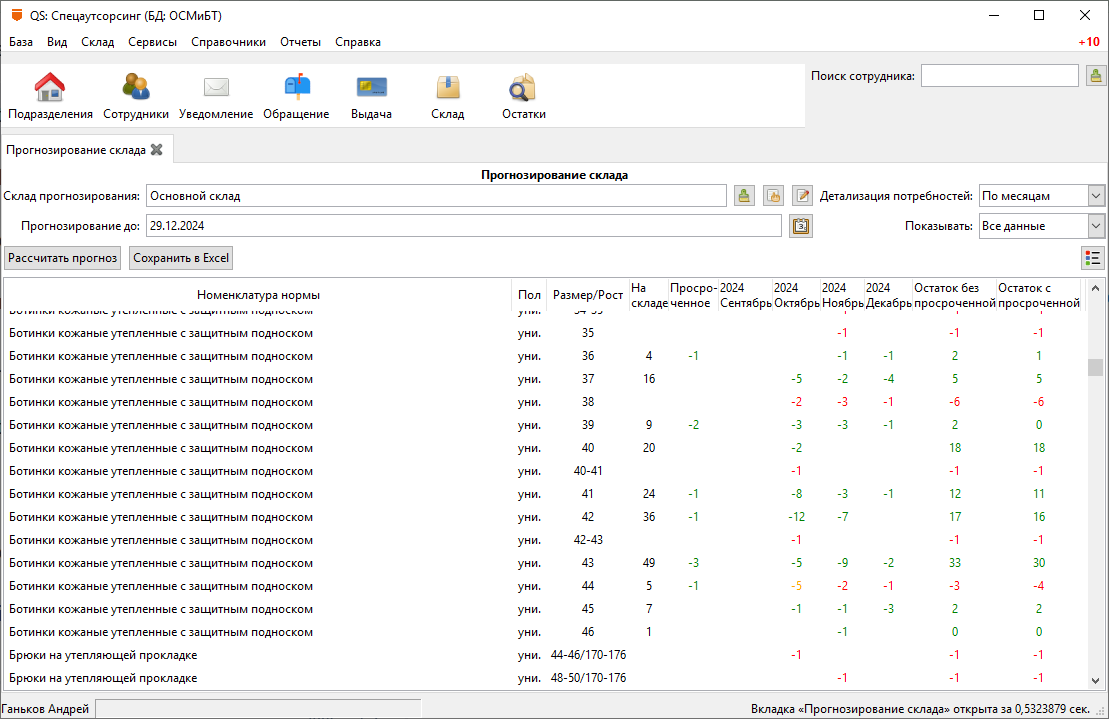 QS: Спецаутсорсинг (БД: ОСМиБТ)
База Вид Склад Сервисы Справочники Отчеты Справка +10
Подразделения Сотрудники Уведомление Обращение Выдача Склад Остатки Поиск сотрудника:
Прогнозирование склада
Прогнозирование склада
Склад прогнозирования: Основной склад Детализация потребностей: По месяцам
Прогнозирование до: 29.12.2024 Показывать: Все данные
Рассчитать прогноз Сохранить в Excel
Номенклатура нормы Пол Размер/Рост На складе Просро-ченное 2024 Сентябрь 2024 Октябрь 2024 Ноябрь 2024 Декабрь Остаток без просроченной Остаток с просроченной
Ботинки кожаные утепленные с защитным подноском уни. -1 -1 -1
Ботинки кожаные утепленные с защитным подноском уни. 35 -1 -1 -1
Ботинки кожаные утепленные с защитным подноском уни. 36 4 -1 -1 -1 2 1
Ботинки кожаные утепленные с защитным подноском уни. 37 16 -5 -2 -4 5 5
Ботинки кожаные утепленные с защитным подноском уни. 38 -2 -3 -1 -6 -6
Ботинки кожаные утепленные с защитным подноском уни. 39 9 -2 -3 -3 -1 2 0
Ботинки кожаные утепленные с защитным подноском уни. 40 20 -2 18 18
Ботинки кожаные утепленные с защитным подноском уни. 40-41 -1 -1 -1
Ботинки кожаные утепленные с защитным подноском уни. 41 24 -1 -8 -3 -1 12 11
Ботинки кожаные утепленные с защитным подноском уни. 42 36 -1 -12 -7 17 16
Ботинки кожаные утепленные с защитным подноском уни. 42-43 -1 -1 -1
Ботинки кожаные утепленные с защитным подноском уни. 43 49 -3 -5 -9 -2 33 30
Ботинки кожаные утепленные с защитным подноском уни. 44 5 -1 -5 -2 -1 -3 -4
Ботинки кожаные утепленные с защитным подноском уни. 45 7 -1 -1 -3 2 2
Ботинки кожаные утепленные с защитным подноском уни. 46 1 -1 0 0
Брюки на утепляющей прокладке уни. 44-46/170-176 -1 -1 -1
Брюки на утепляющей прокладке уни. 48-50/170-176 -1 -1 -1
Ганьков Андрей Вкладка «Прогнозирование склада» открыта за 0,5323879 сек.